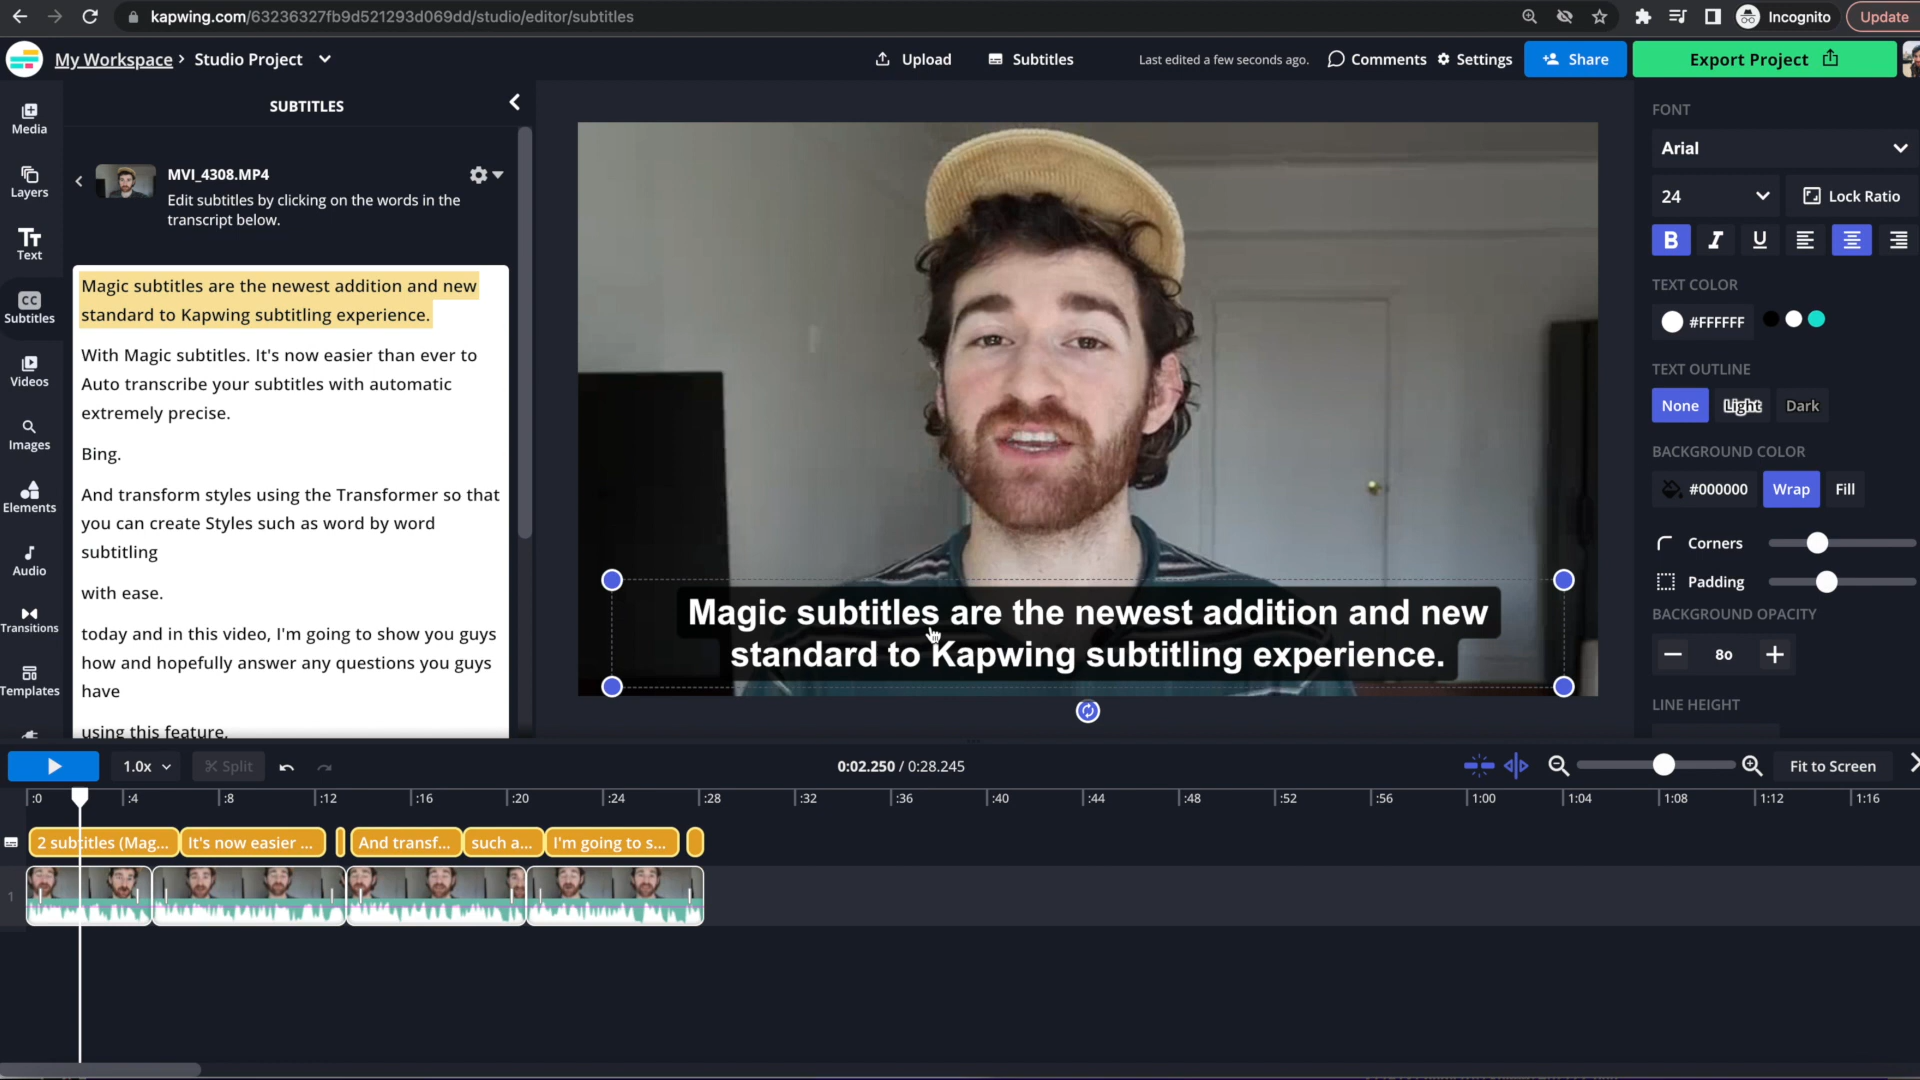 kapwing.com/63236327fb9d521293d069dd/studio/editor/subtitles
Incognito
Update
My Workspace > Studio Project
Upload
Subtitles
Last edited a few seconds ago.
Comments
Settings
Share
Export Project
Media
Layers
Text
CC
Subtitles
Videos
Images
Elements
Audio
Transitions
Templates
SUBTITLES
MVI_4308.MP4
Edit subtitles by clicking on the words in the
transcript below.
Magic subtitles are the newest addition and new
standard to Kapwing subtitling experience.
With Magic subtitles. It's now easier than ever to
Auto transcribe your subtitles with automatic
extremely precise.
Bing.
And transform styles using the Transformer so that
you can create Styles such as word by word
subtitling
with ease.
today and in this video, I'm going to show you guys
how and hopefully answer any questions you guys
have
using this feature.
Magic subtitles are the newest addition and new
standard to Kapwing subtitling experience.
FONT
Arial
24
Lock Ratio
B I U
TEXT COLOR
#FFFFFF
TEXT OUTLINE
None Light Dark
BACKGROUND COLOR
#000000 Wrap Fill
Corners
Padding
BACKGROUND OPACITY
80
LINE HEIGHT
1.0x
Split
0:02.250 / 0:28.245
Fit to Screen
:0 :4 :8 :12 :16 :20 :24 :28 :32 :36 :40 :44 :48 :52 :56 1:00 1:04 1:08 1:12 1:16
2 subtitles (Mag... It's now easier ... And transf... such a... I'm going to s...
1